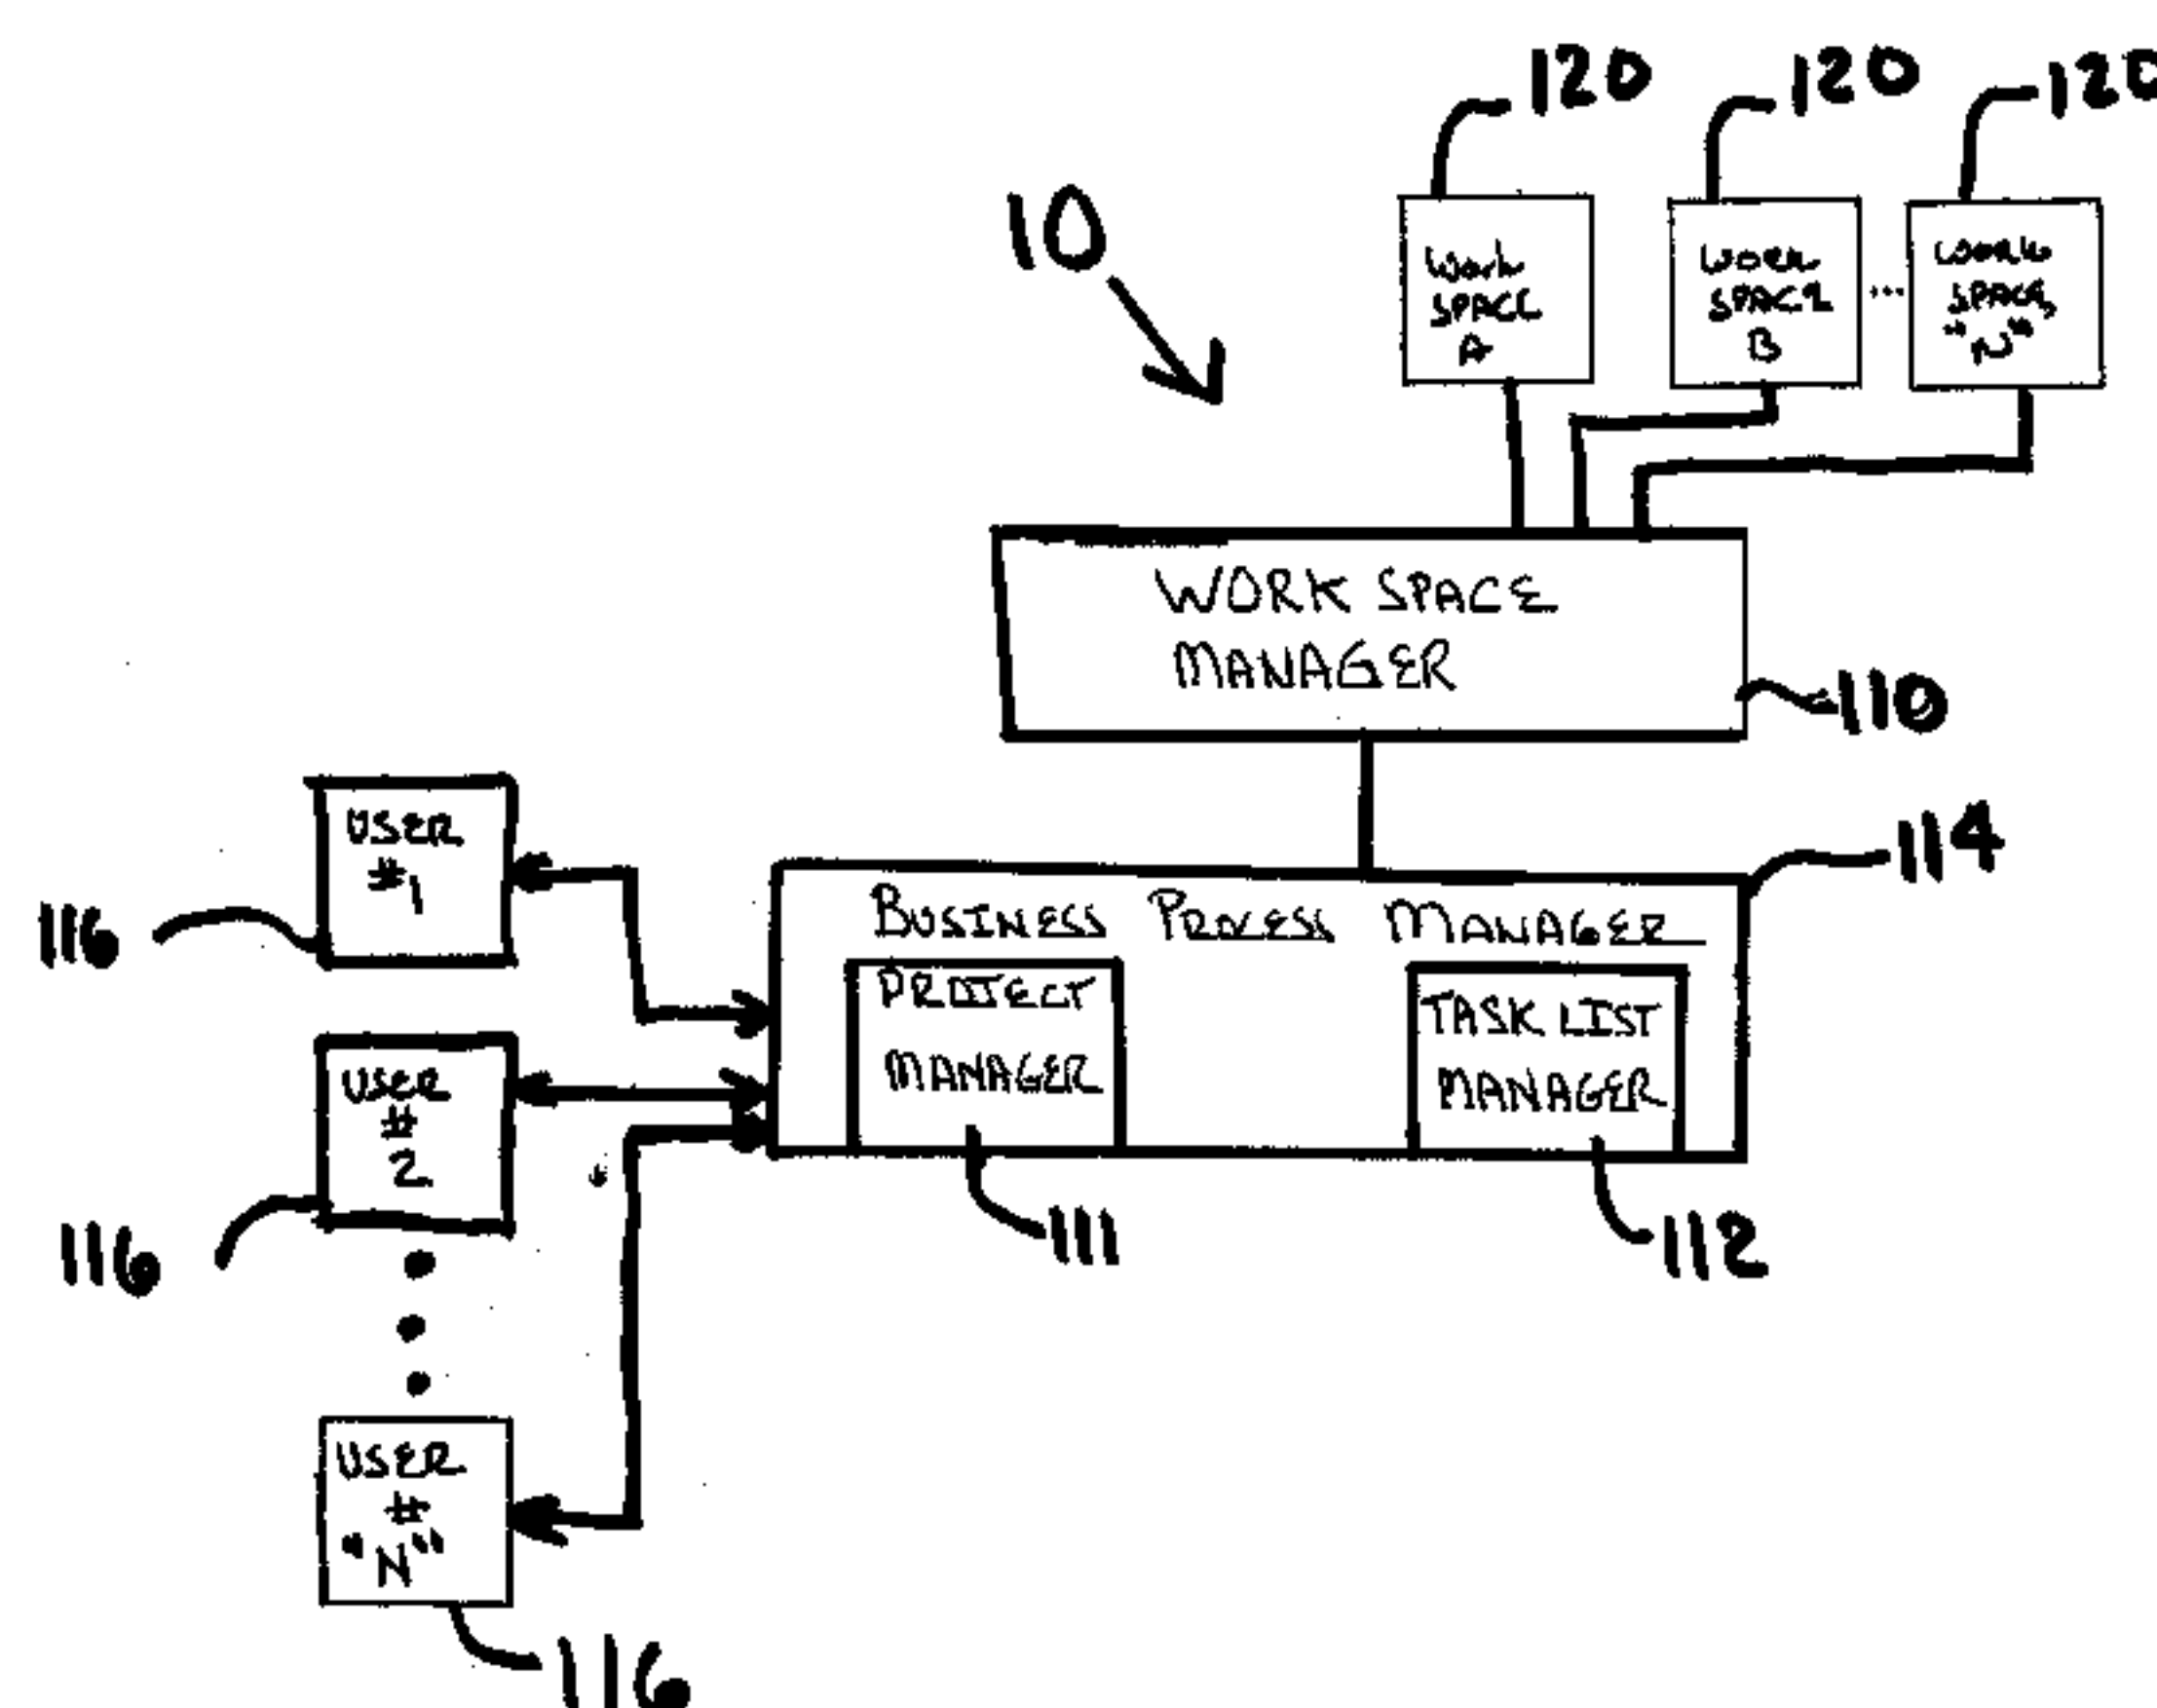 120
120
120
10
WORK
SPACE
A
WORK
SPACE
B
...
WORK
SPACE
"N"
WORK SPACE
MANAGER
110
USER
#1
116
114
BUSINESS PROCESS MANAGER
PROJECT
MANAGER
TASK LIST
MANAGER
111
112
USER
#
2
116
USER
#
"N"
116